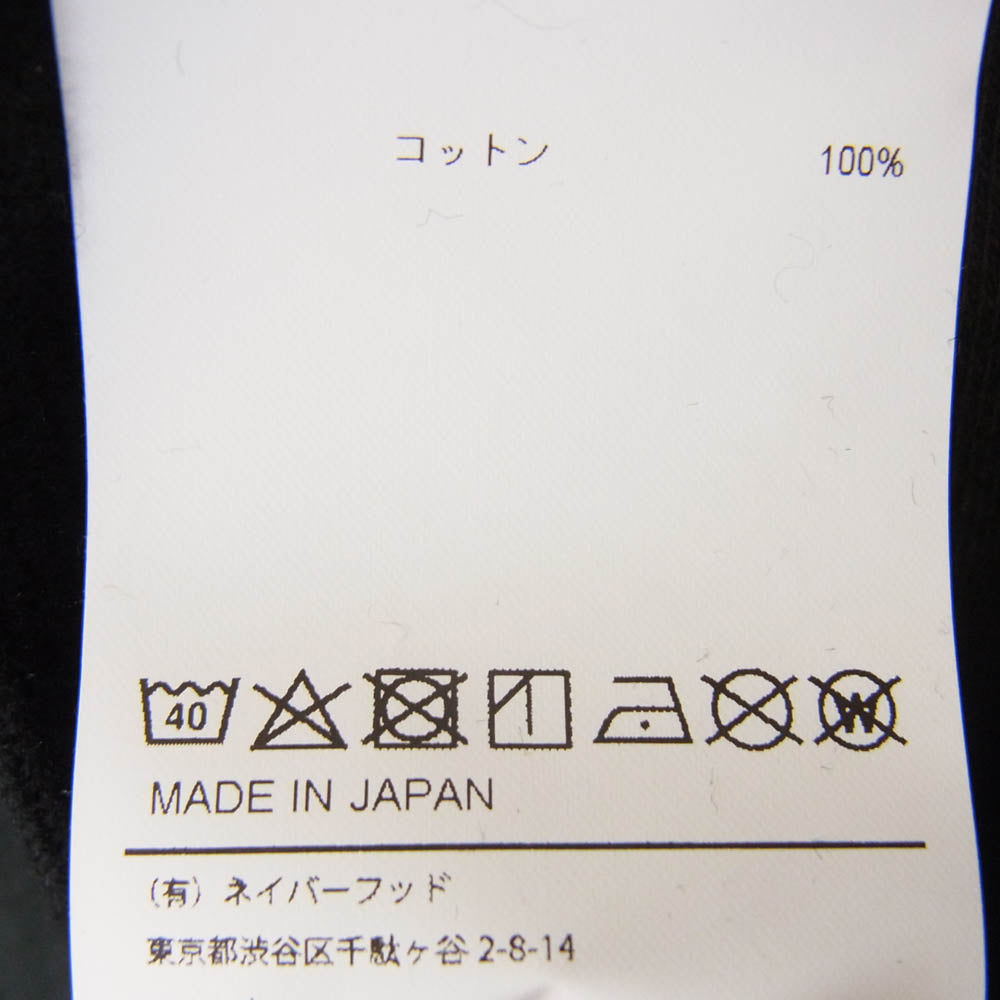 コットン 100%
40 W
MADE IN JAPAN
(有) ネイバーフッド
東京都渋谷区千駄ヶ谷 2-8-14